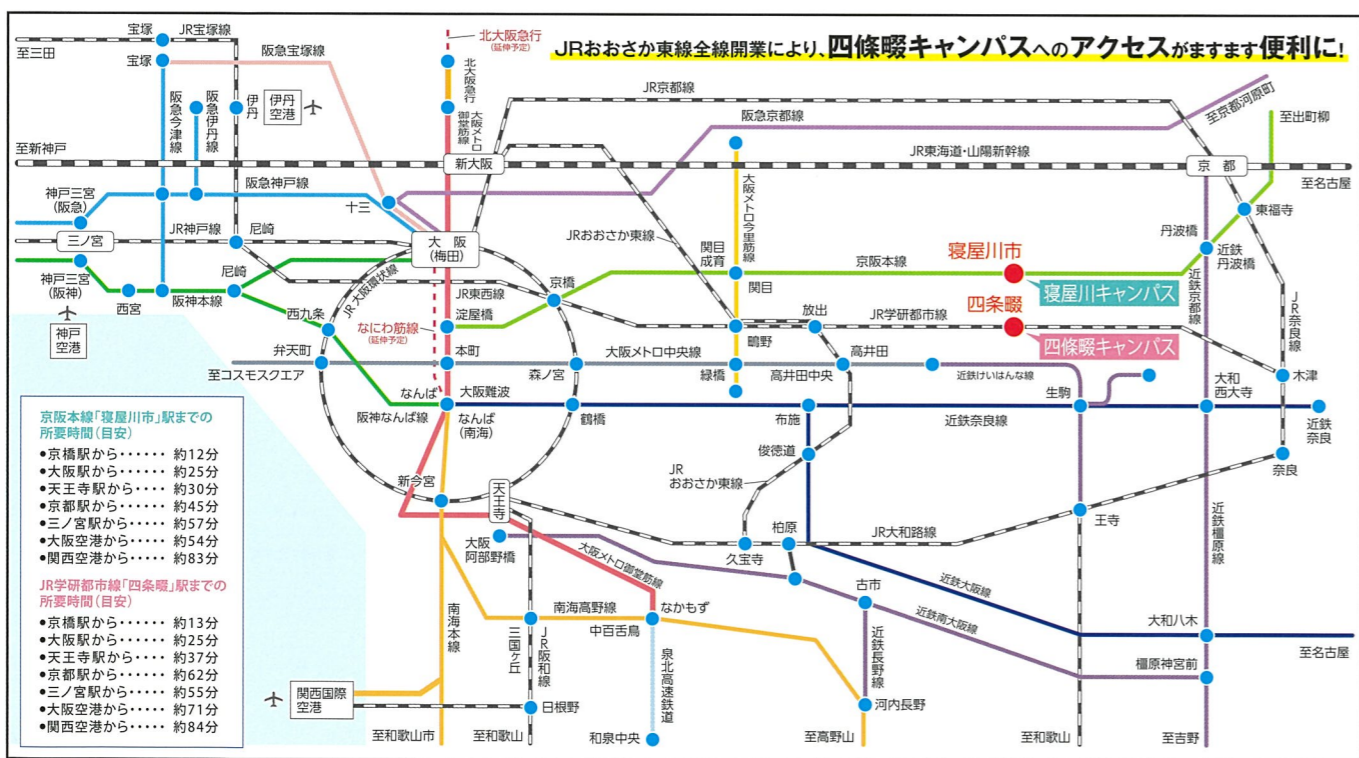 JRおおさか東線全線開業により、四條畷キャンパスへのアクセスがますます便利に!
宝塚
JR宝塚線
至三田
宝塚
阪急宝塚線
北大阪急行
(延伸予定)
北大阪急行
大阪メトロ
御堂筋線
阪急今津線
阪急伊丹線
伊丹
伊丹
空港
JR京都線
阪急京都線
至京都河原町
至出町柳
至新神戸
新大阪
JR東海道・山陽新幹線
京都
至名古屋
神戸三宮
(阪急)
阪急神戸線
十三
大阪メトロ今里筋線
東福寺
三ノ宮
JR神戸線
尼崎
大阪
(梅田)
JRおおさか東線
関目
成育
関目
京阪本線
寝屋川市
寝屋川キャンパス
丹波橋
近鉄
丹波橋
神戸三宮
(阪神)
西宮
阪神本線
尼崎
JR大阪環状線
JR東西線
京橋
近鉄京都線
JR奈良線
神戸
空港
西九条
なにわ筋線
(延伸予定)
淀屋橋
JR学研都市線
鴫野
放出
四条畷
四條畷キャンパス
弁天町
至コスモスクエア
本町
森ノ宮
大阪メトロ中央線
緑橋
高井田中央
高井田
近鉄けいはんな線
生駒
大和
西大寺
木津
なんば
大阪難波
阪神なんば線
なんば
(南海)
鶴橋
布施
近鉄奈良線
近鉄
奈良
京阪本線「寝屋川市」駅までの
所要時間(目安)
●京橋駅から‥‥‥ 約12分
●大阪駅から‥‥‥ 約25分
●天王寺駅から‥‥ 約30分
●京都駅から‥‥‥ 約45分
●三ノ宮駅から‥‥ 約57分
●大阪空港から‥‥ 約54分
●関西空港から‥‥ 約83分
JR学研都市線「四条畷」駅までの
所要時間(目安)
●京橋駅から‥‥‥ 約13分
●大阪駅から‥‥‥ 約25分
●天王寺駅から‥‥ 約37分
●京都駅から‥‥‥ 約62分
●三ノ宮駅から‥‥ 約55分
●大阪空港から‥‥ 約71分
●関西空港から‥‥ 約84分
新今宮
天王寺
JR
おおさか東線
俊徳道
奈良
大阪
阿部野橋
大阪メトロ御堂筋線
久宝寺
柏原
JR大和路線
王寺
近鉄橿原線
南海本線
南海高野線
三国ヶ丘
JR阪和線
なかもず
中百舌鳥
古市
近鉄長野線
近鉄南大阪線
近鉄大阪線
大和八木
至名古屋
橿原神宮前
関西国際
空港
日根野
泉北高速鉄道
河内長野
至和歌山市
至和歌山
和泉中央
至高野山
至和歌山
至吉野